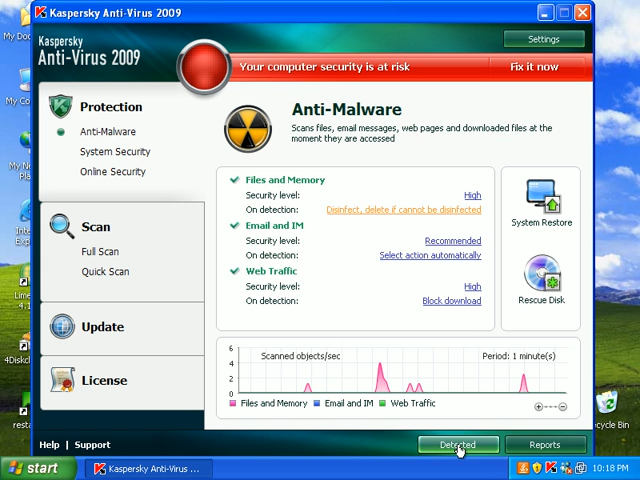 Kaspersky Anti-Virus 2009
Kaspersky
Anti-Virus 2009
Settings
Your computer security is at risk
Fix it now
Protection
Anti-Malware
System Security
Online Security
Scan
Full Scan
Quick Scan
Update
License
Anti-Malware
Scans files, email messages, web pages and downloaded files at the
moment they are accessed
Files and Memory
Security level: High
On detection: Disinfect, delete if cannot be disinfected
Email and IM
Security level: Recommended
On detection: Select action automatically
Web Traffic
Security level: High
On detection: Block download
System Restore
Rescue Disk
Scanned objects/sec
Period: 1 minute(s)
6
4
2
0
Files and Memory Email and IM Web Traffic
Help | Support
Detected
Reports
My Doc
My Co
My Ne
Pla
Inte
Exp
Lime
4.1
4Diskcl
rest
cycle Bin
start
Kaspersky Anti-Virus ...
10:18 PM